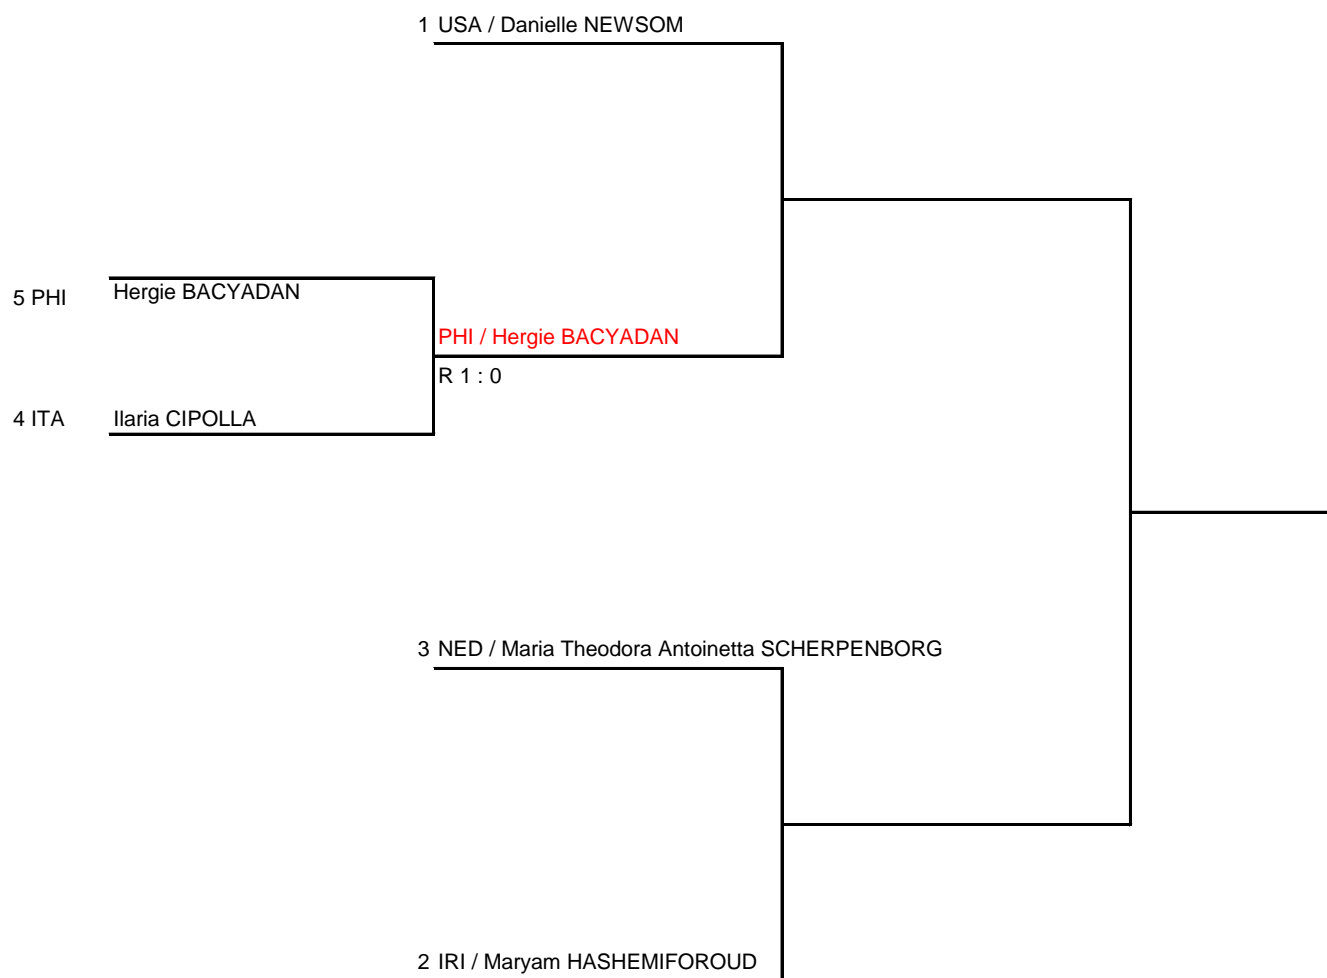 1 USA / Danielle NEWSOM
5 PHI Hergie BACYADAN
PHI / Hergie BACYADAN
R 1 : 0
4 ITA Ilaria CIPOLLA
3 NED / Maria Theodora Antoinetta SCHERPENBORG
2 IRI / Maryam HASHEMIFOROUD